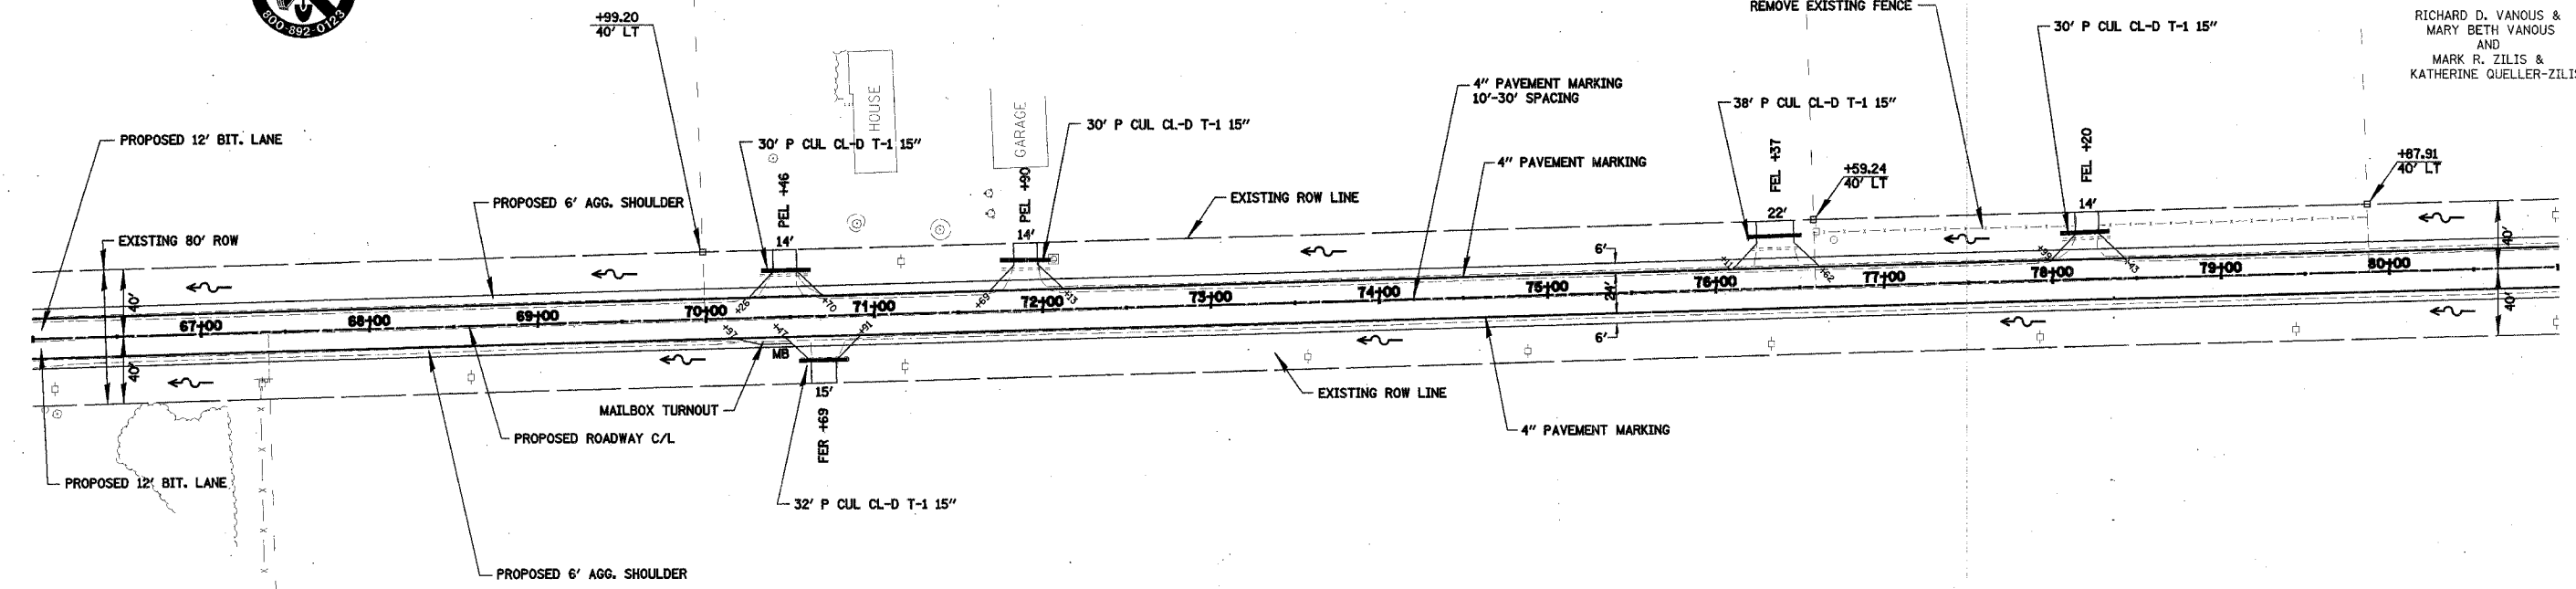 800-892-0123
+99.20
40' LT
REMOVE EXISTING FENCE
30' P CUL CL-D T-1 15"
RICHARD D. VANOUS &
MARY BETH VANOUS
AND
MARK R. ZILIS &
KATHERINE QUELLER-ZILIS
4" PAVEMENT MARKING
10'-30' SPACING
38' P CUL CL-D T-1 15"
HOUSE
GARAGE
PROPOSED 12' BIT. LANE
30' P CUL CL-D T-1 15"
30' P CUL CL-D T-1 15"
4" PAVEMENT MARKING
PEL +46
PEL +90
FEL +37
FEL +20
+59.24
40' LT
+87.91
40' LT
PROPOSED 6' AGG. SHOULDER
EXISTING ROW LINE
EXISTING 80' ROW
14'
14'
22'
14'
6'
40'
40'
24'
6'
40'
40'
+26
+70
+69
+13
+11
+62
+99
+43
67+00
68+00
69+00
70+00
71+00
72+00
73+00
74+00
75+00
76+00
77+00
78+00
79+00
80+00
+97
+47
+91
MB
15'
FER +69
MAILBOX TURNOUT
EXISTING ROW LINE
PROPOSED ROADWAY C/L
4" PAVEMENT MARKING
PROPOSED 12' BIT. LANE
32' P CUL CL-D T-1 15"
PROPOSED 6' AGG. SHOULDER